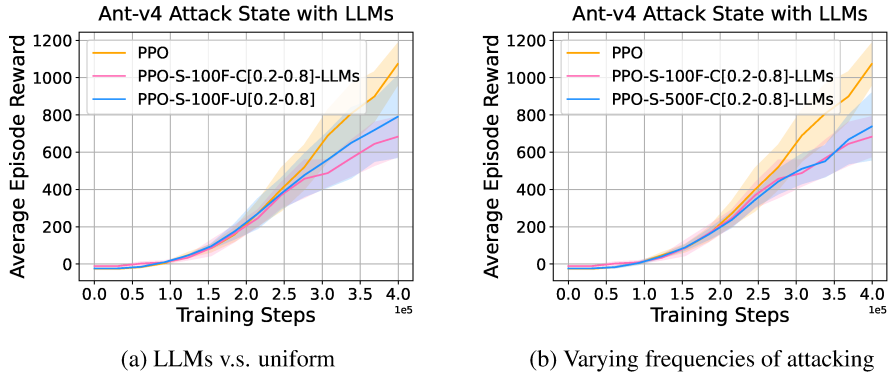 Ant-v4 Attack State with LLMs
Average Episode Reward
1200
1000
800
600
400
200
0
PPO
PPO-S-100F-C[0.2-0.8]-LLMs
PPO-S-100F-U[0.2-0.8]
0.0 0.5 1.0 1.5 2.0 2.5 3.0 3.5 4.0
1e5
Training Steps
(a) LLMs v.s. uniform
Ant-v4 Attack State with LLMs
Average Episode Reward
1200
1000
800
600
400
200
0
PPO
PPO-S-100F-C[0.2-0.8]-LLMs
PPO-S-500F-C[0.2-0.8]-LLMs
0.0 0.5 1.0 1.5 2.0 2.5 3.0 3.5 4.0
1e5
Training Steps
(b) Varying frequencies of attacking